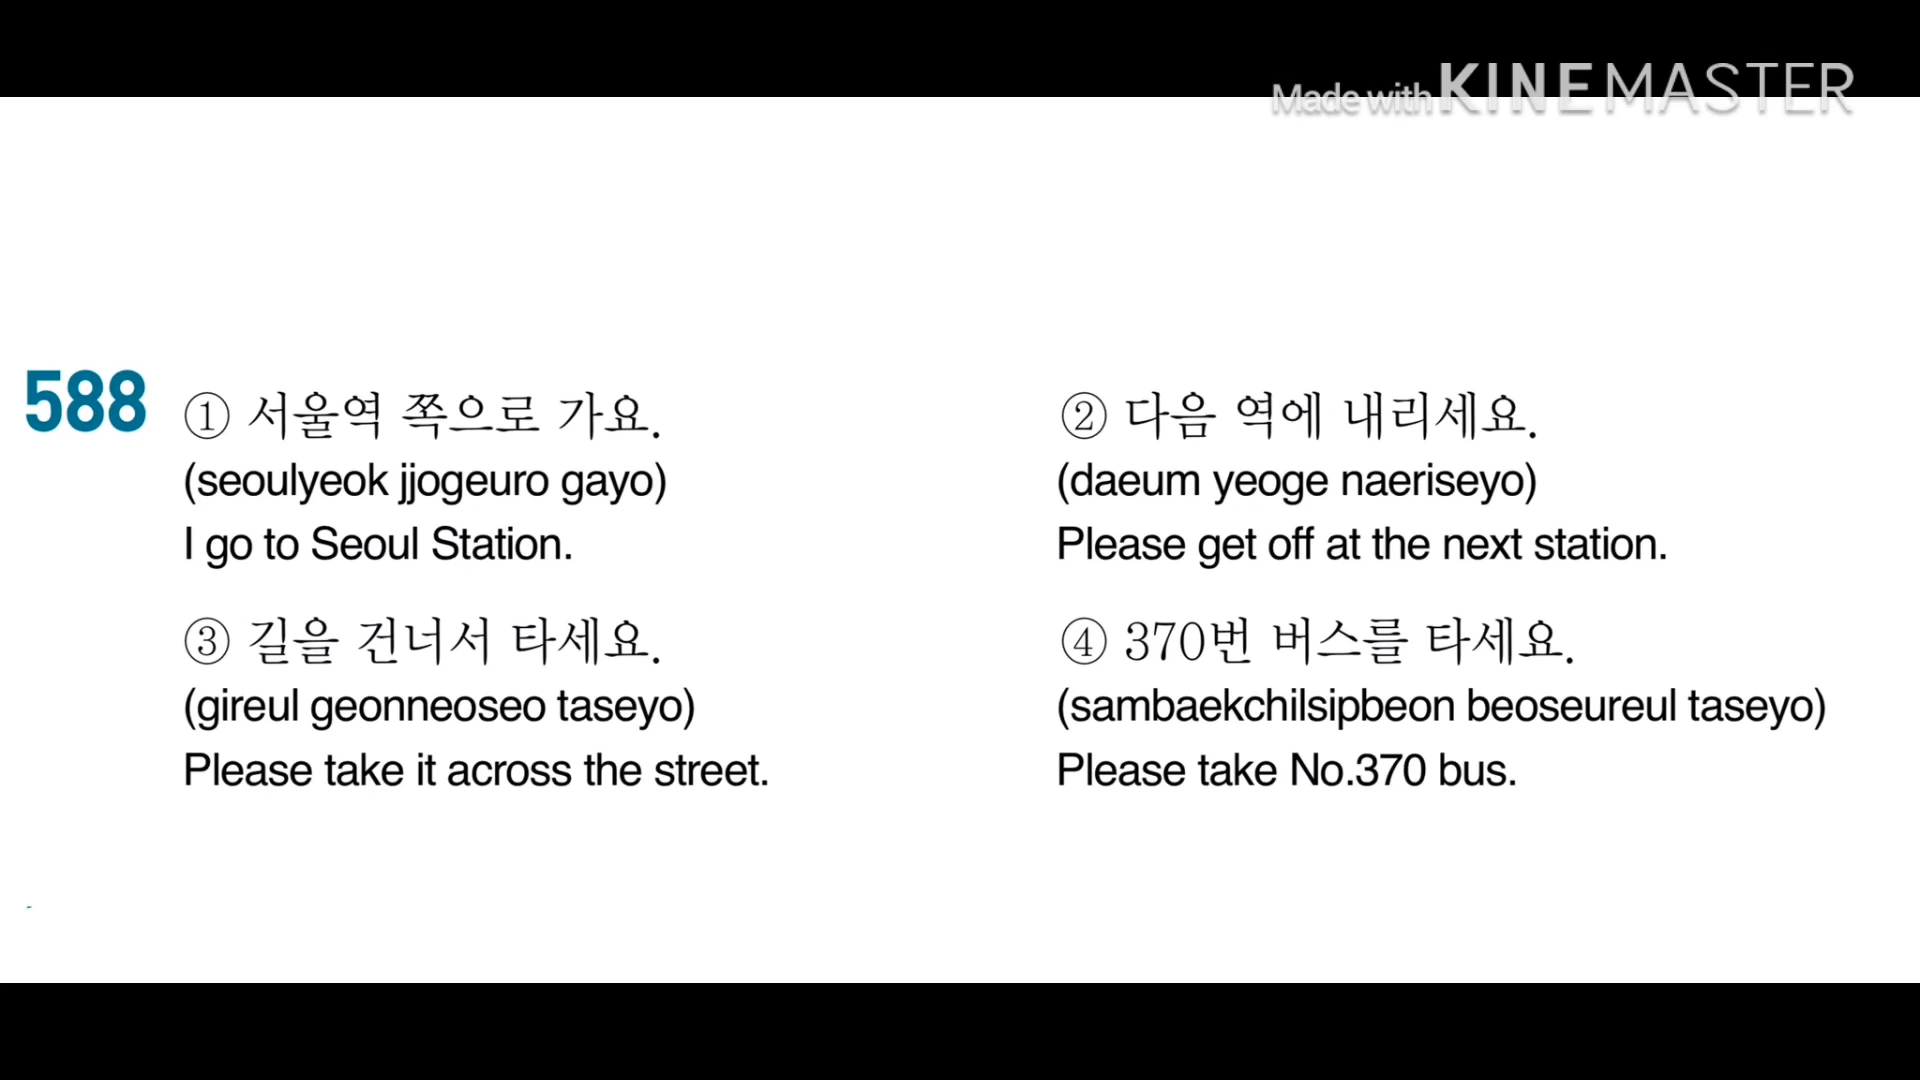 Made with KINEMASTER
588
① 서울역 쪽으로 가요.
(seoulyeok jjogeuro gayo)
I go to Seoul Station.
② 다음 역에 내리세요.
(daeum yeoge naeriseyo)
Please get off at the next station.
③ 길을 건너서 타세요.
(gireul geonneoseo taseyo)
Please take it across the street.
④ 370번 버스를 타세요.
(sambaekchilsipbeon beoseureul taseyo)
Please take No.370 bus.